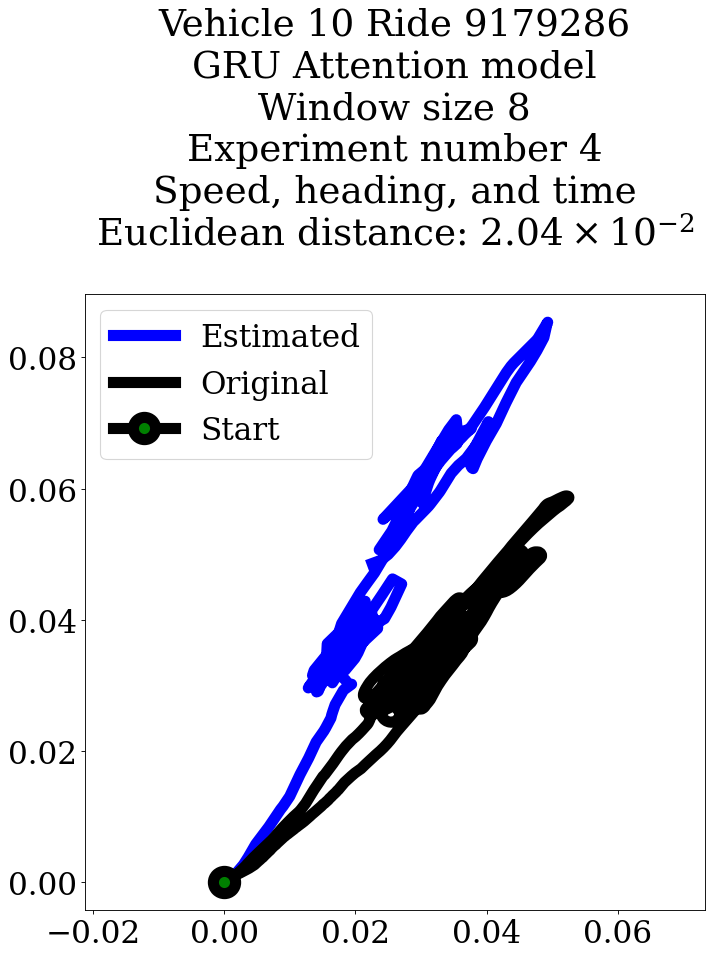 Vehicle 10 Ride 9179286
GRU Attention model
Window size 8
Experiment number 4
Speed, heading, and time
Euclidean distance: 2.04 × 10⁻²
Estimated
Original
Start
0.08
0.06
0.04
0.02
0.00
−0.02 0.00 0.02 0.04 0.06